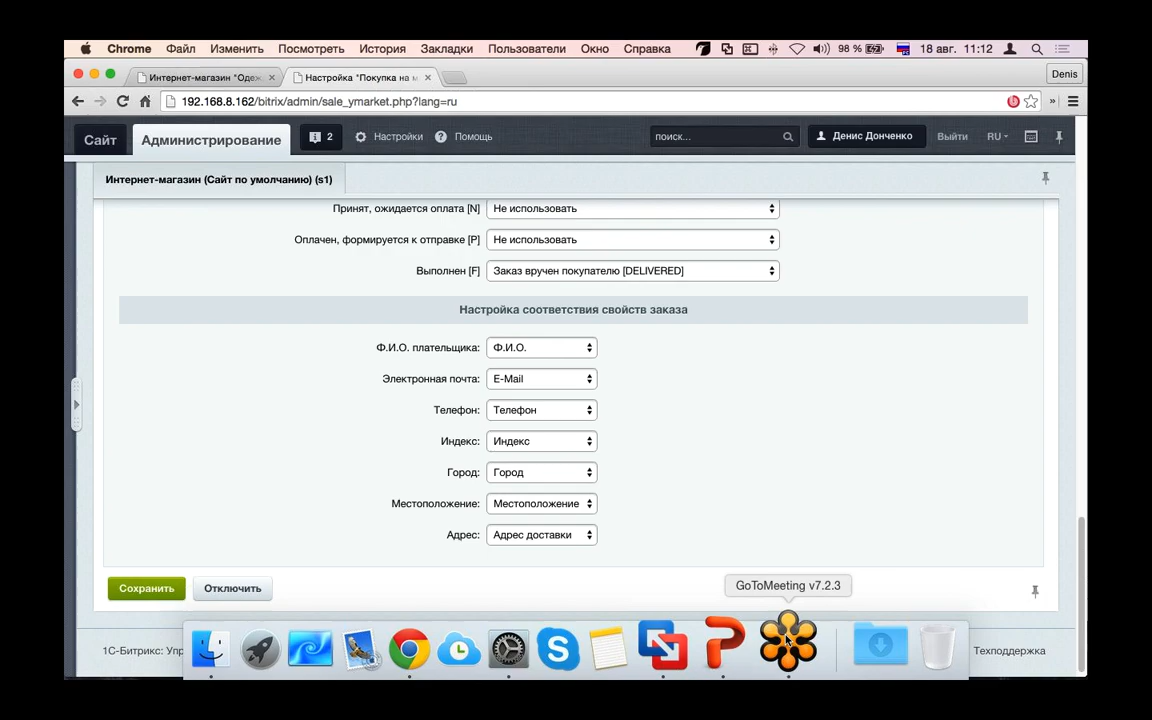 Chrome Файл Изменить Посмотреть История Закладки Пользователи Окно Справка 98 % 18 авг. 11:12
Интернет-магазин "Одеж Настройка "Покупка на м Denis
192.168.8.162/bitrix/admin/sale_ymarket.php?lang=ru
Сайт Администрирование 2 Настройки Помощь поиск... Денис Донченко Выйти RU
Интернет-магазин (Сайт по умолчанию) (s1)
Принят, ожидается оплата [N] Не использовать
Оплачен, формируется к отправке [P] Не использовать
Выполнен [F] Заказ вручен покупателю [DELIVERED]
Настройка соответствия свойств заказа
Ф.И.О. плательщика: Ф.И.О.
Электронная почта: E-Mail
Телефон: Телефон
Индекс: Индекс
Город: Город
Местоположение: Местоположение
Адрес: Адрес доставки
Сохранить Отключить
GoToMeeting v7.2.3
1С-Битрикс: Упр Техподдержка